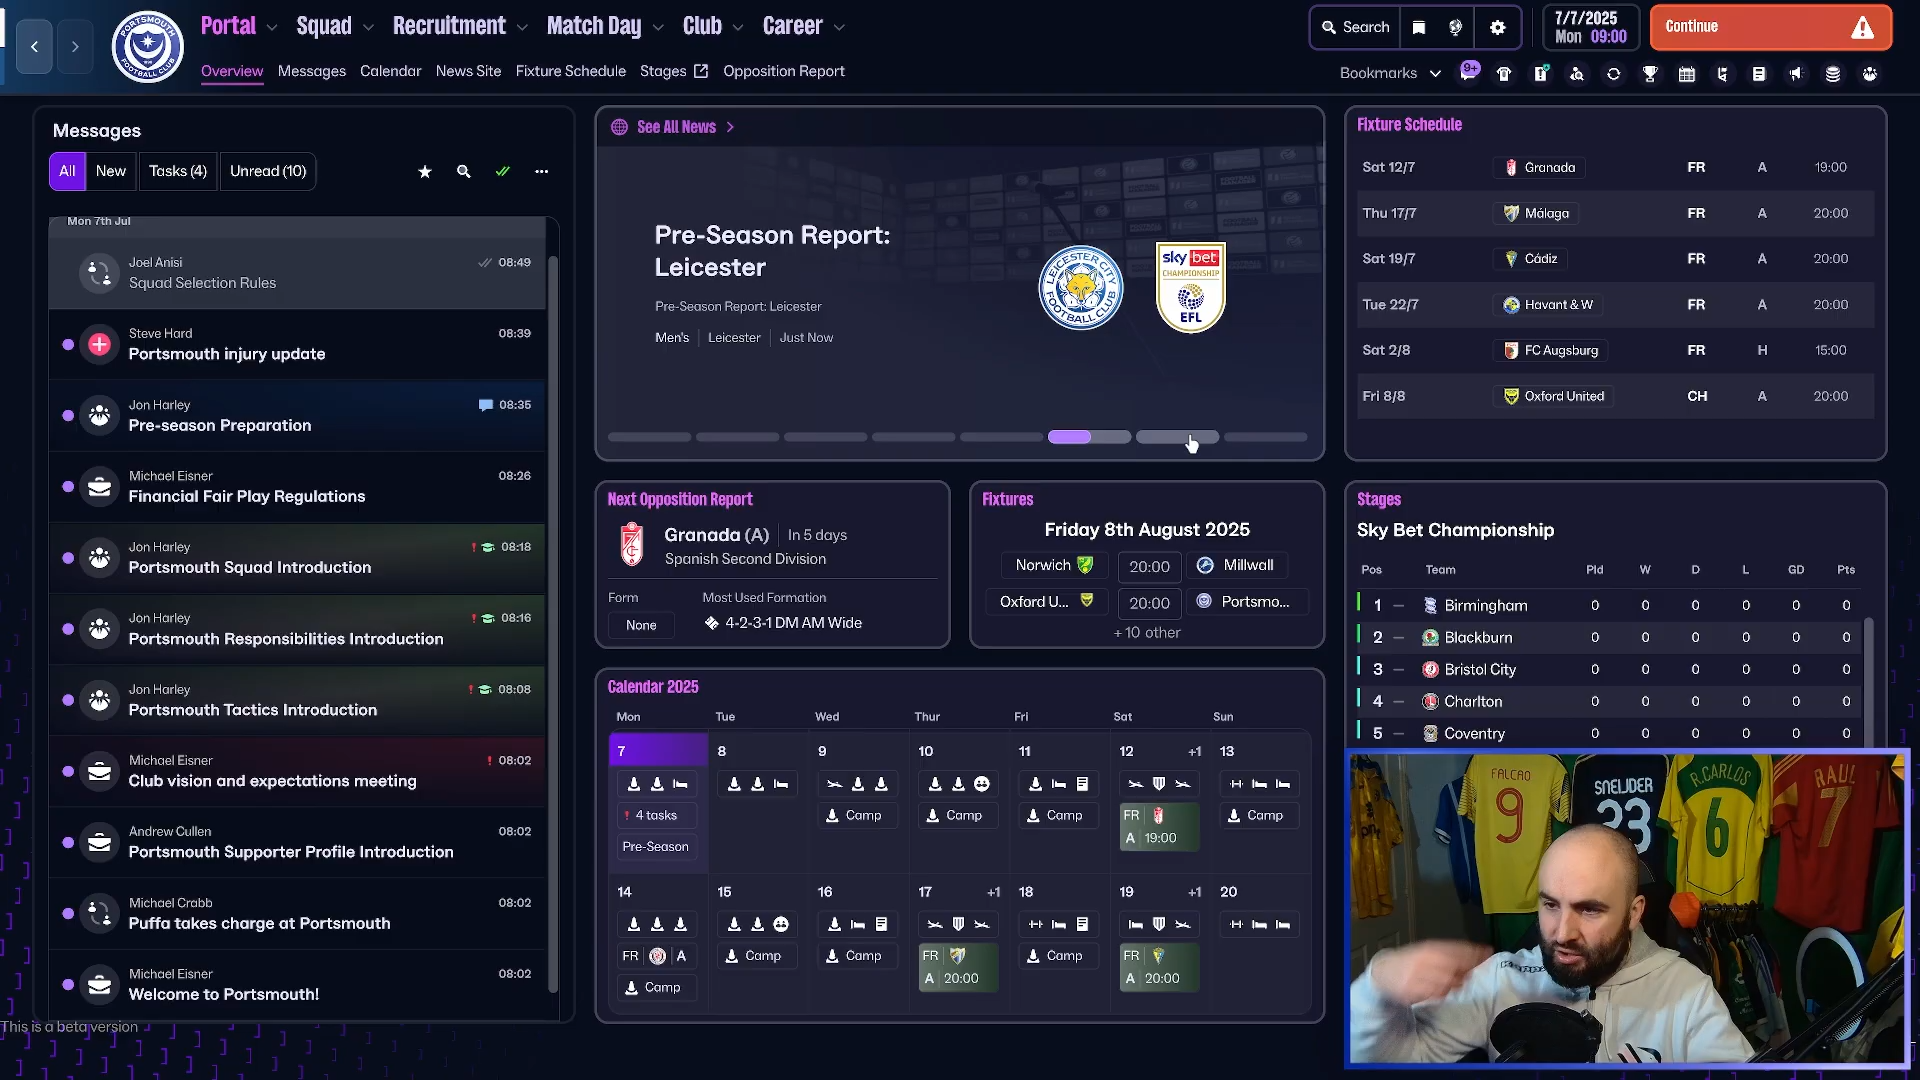 Portal
Squad
Recruitment
Match Day
Club
Career
Search
7/7/2025
Mon 09:00
Continue
Overview
Messages
Calendar
News Site
Fixture Schedule
Stages
Opposition Report
Bookmarks
9+
Messages
All
New
Tasks (4)
Unread (10)
Mon 7th Jul
Joel Anisi
08:49
Squad Selection Rules
Steve Hard
08:39
Portsmouth injury update
Jon Harley
08:35
Pre-season Preparation
Michael Eisner
08:26
Financial Fair Play Regulations
Jon Harley
08:18
Portsmouth Squad Introduction
Jon Harley
08:16
Portsmouth Responsibilities Introduction
Jon Harley
08:08
Portsmouth Tactics Introduction
Michael Eisner
08:02
Club vision and expectations meeting
Andrew Cullen
08:02
Portsmouth Supporter Profile Introduction
Michael Crabb
08:02
Puffa takes charge at Portsmouth
Michael Eisner
08:02
Welcome to Portsmouth!
This is a beta version
See All News
Pre-Season Report:
Leicester
Pre-Season Report: Leicester
Men's
Leicester
Just Now
LEICESTER CITY
FOOTBALL CLUB
sky bet
CHAMPIONSHIP
EFL
Fixture Schedule
Sat 12/7 Granada FR A 19:00
Thu 17/7 Málaga FR A 20:00
Sat 19/7 Cádiz FR A 20:00
Tue 22/7 Havant & W FR A 20:00
Sat 2/8 FC Augsburg FR H 15:00
Fri 8/8 Oxford United CH A 20:00
Next Opposition Report
Granada (A) In 5 days
Spanish Second Division
Form
Most Used Formation
None
4-2-3-1 DM AM Wide
Fixtures
Friday 8th August 2025
Norwich 20:00 Millwall
Oxford U... 20:00 Portsmo...
+ 10 other
Stages
Sky Bet Championship
Pos Team Pld W D L GD Pts
1 – Birmingham 0 0 0 0 0 0
2 – Blackburn 0 0 0 0 0 0
3 – Bristol City 0 0 0 0 0 0
4 – Charlton 0 0 0 0 0 0
5 – Coventry 0 0 0 0 0 0
Calendar 2025
Mon Tue Wed Thur Fri Sat Sun
7 8 9 10 11 12 +1 13
! 4 tasks
Camp
Camp
Camp
FR
A 19:00
Camp
Pre-Season
14 15 16 17 +1 18 19 +1 20
FR A
Camp
Camp
FR
A 20:00
Camp
FR
A 20:00
Camp
FALCAO
9
SNEIJDER
23
R.CARLOS
6
RAUL
7
Kappa